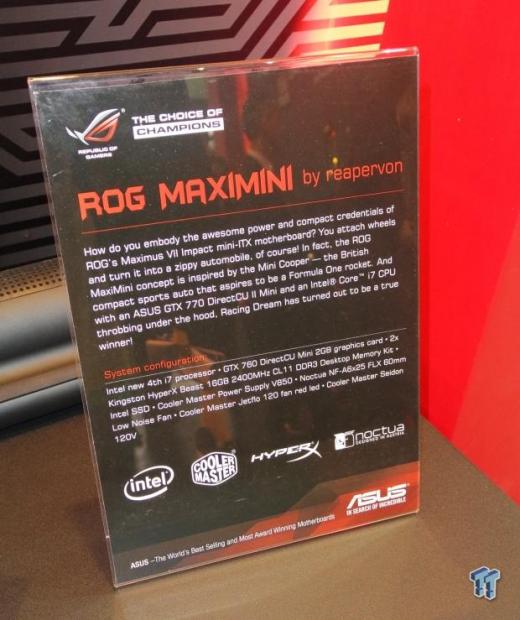 THE CHOICE OF
CHAMPIONS
REPUBLIC OF
GAMERS
ROG MAXIMINI by reapervon
How do you embody the awesome power and compact credentials of
ROG's Maximus VII Impact mini-ITX motherboard? You attach wheels
and turn it into a zippy automobile, of course! In fact, the ROG
MaxiMini concept is inspired by the Mini Cooper — the British
compact sports auto that aspires to be a Formula One rocket. And
with an ASUS GTX 770 DirectCU II Mini and an Intel® Core™ i7 CPU
throbbing under the hood, Racing Dream has turned out to be a true
winner!
System configuration:
Intel new 4th i7 processor • GTX 760 DirectCU Mini 2GB graphics card • 2x
Kingston HyperX Beast 16GB 2400MHz CL11 DDR3 Desktop Memory Kit •
Intel SSD • Cooler Master Power Supply V850 • Noctua NF-A6x25 FLX 60mm
Low Noise Fan • Cooler Master Jetflo 120 fan red led • Cooler Master Seidon
120V
intel
COOLER
MASTER
HYPERX
noctua
DESIGNED IN AUSTRIA
ASUS
IN SEARCH OF INCREDIBLE
ASUS –The World's Best Selling and Most Award Winning Motherboards
TT